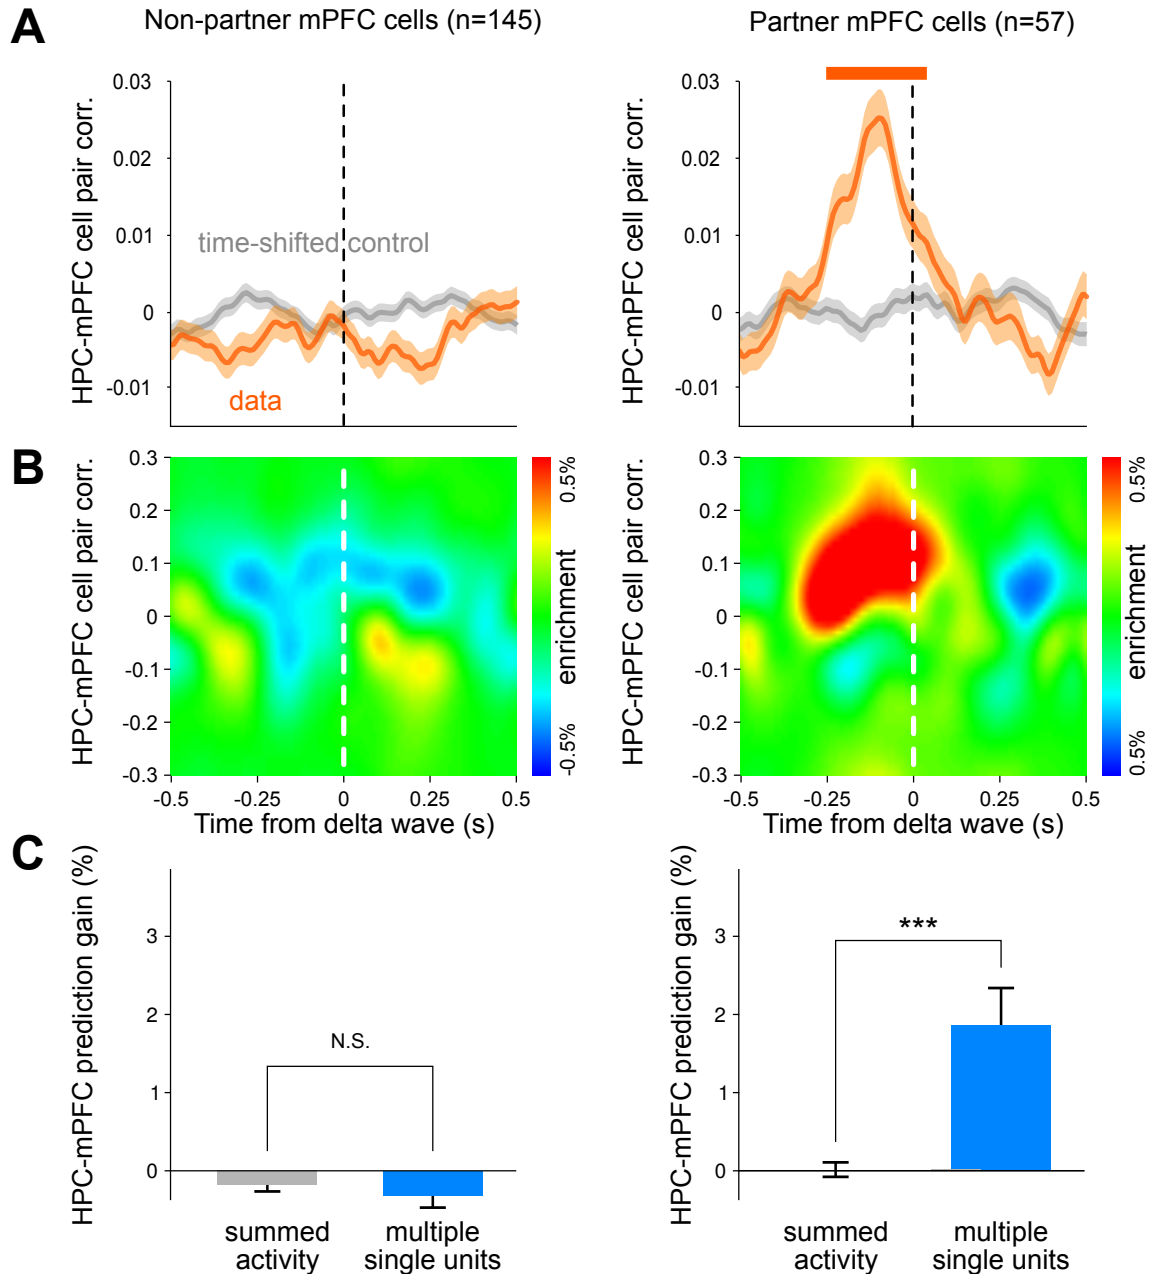 A
Non-partner mPFC cells (n=145)
Partner mPFC cells (n=57)
HPC-mPFC cell pair corr.
0.03
0.02
0.01
0
-0.01
time-shifted control
data
HPC-mPFC cell pair corr.
0.03
0.02
0.01
0
-0.01
B
HPC-mPFC cell pair corr.
0.3
0.2
0.1
0
-0.1
-0.2
-0.3
-0.5
-0.25
0
0.25
0.5
Time from delta wave (s)
0.5%
enrichment
-0.5%
HPC-mPFC cell pair corr.
0.3
0.2
0.1
0
-0.1
-0.2
-0.3
-0.5
-0.25
0
0.25
0.5
Time from delta wave (s)
0.5%
enrichment
0.5%
C
HPC-mPFC prediction gain (%)
3
2
1
0
N.S.
summed
activity
multiple
single units
HPC-mPFC prediction gain (%)
3
2
1
0
***
summed
activity
multiple
single units